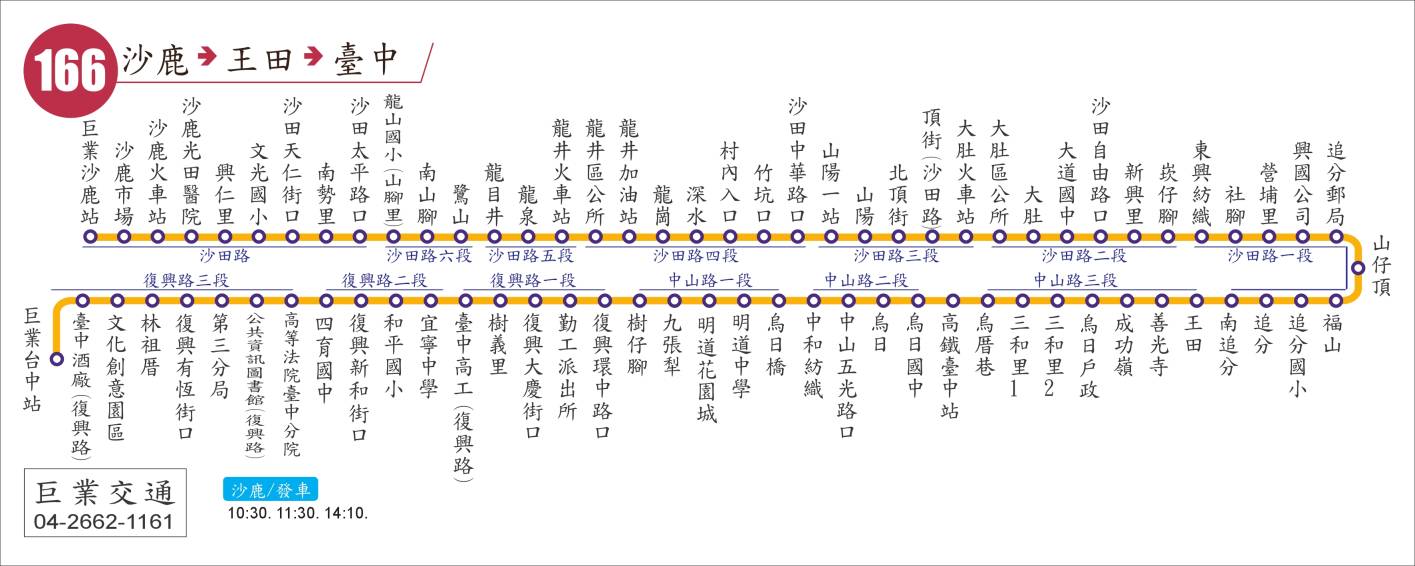 166
沙鹿➔王田➔臺中
巨業沙鹿站
沙鹿市場
沙鹿火車站
沙鹿光田醫院
興仁里
文光國小
沙田天仁街口
南勢里
沙田太平路口
龍山國小(山腳里)
南山腳
鷺山
龍目井
龍泉
龍井火車站
龍井區公所
龍井加油站
龍崗
深水
村內入口
竹坑口
沙田中華路口
山陽一站
山陽
北頂街
頂街(沙田路)
大肚火車站
大肚區公所
大肚
大道國中
沙田自由路口
新興里
崁仔腳
東興紡織
社腳
營埔里
興國公司
追分郵局
山仔頂
沙田路
沙田路六段
沙田路五段
沙田路四段
沙田路三段
沙田路二段
沙田路一段
復興路三段
復興路二段
復興路一段
中山路一段
中山路二段
中山路三段
巨業台中站
臺中酒廠(復興路)
文化創意園區
林祖厝
復興有恆街口
第三分局
公共資訊圖書館(復興路)
高等法院臺中分院
四育國中
復興新和街口
和平國小
宜寧中學
臺中高工(復興路)
樹義里
復興大慶街口
勤工派出所
復興環中路口
樹仔腳
九張犁
明道花園城
明道中學
烏日橋
中和紡織
中山五光路口
烏日
烏日國中
高鐵臺中站
烏厝巷
三和里1
三和里2
烏日戶政
成功嶺
善光寺
王田
南追分
追分
追分國小
福山
巨業交通
04-2662-1161
沙鹿/發車
10:30. 11:30. 14:10.